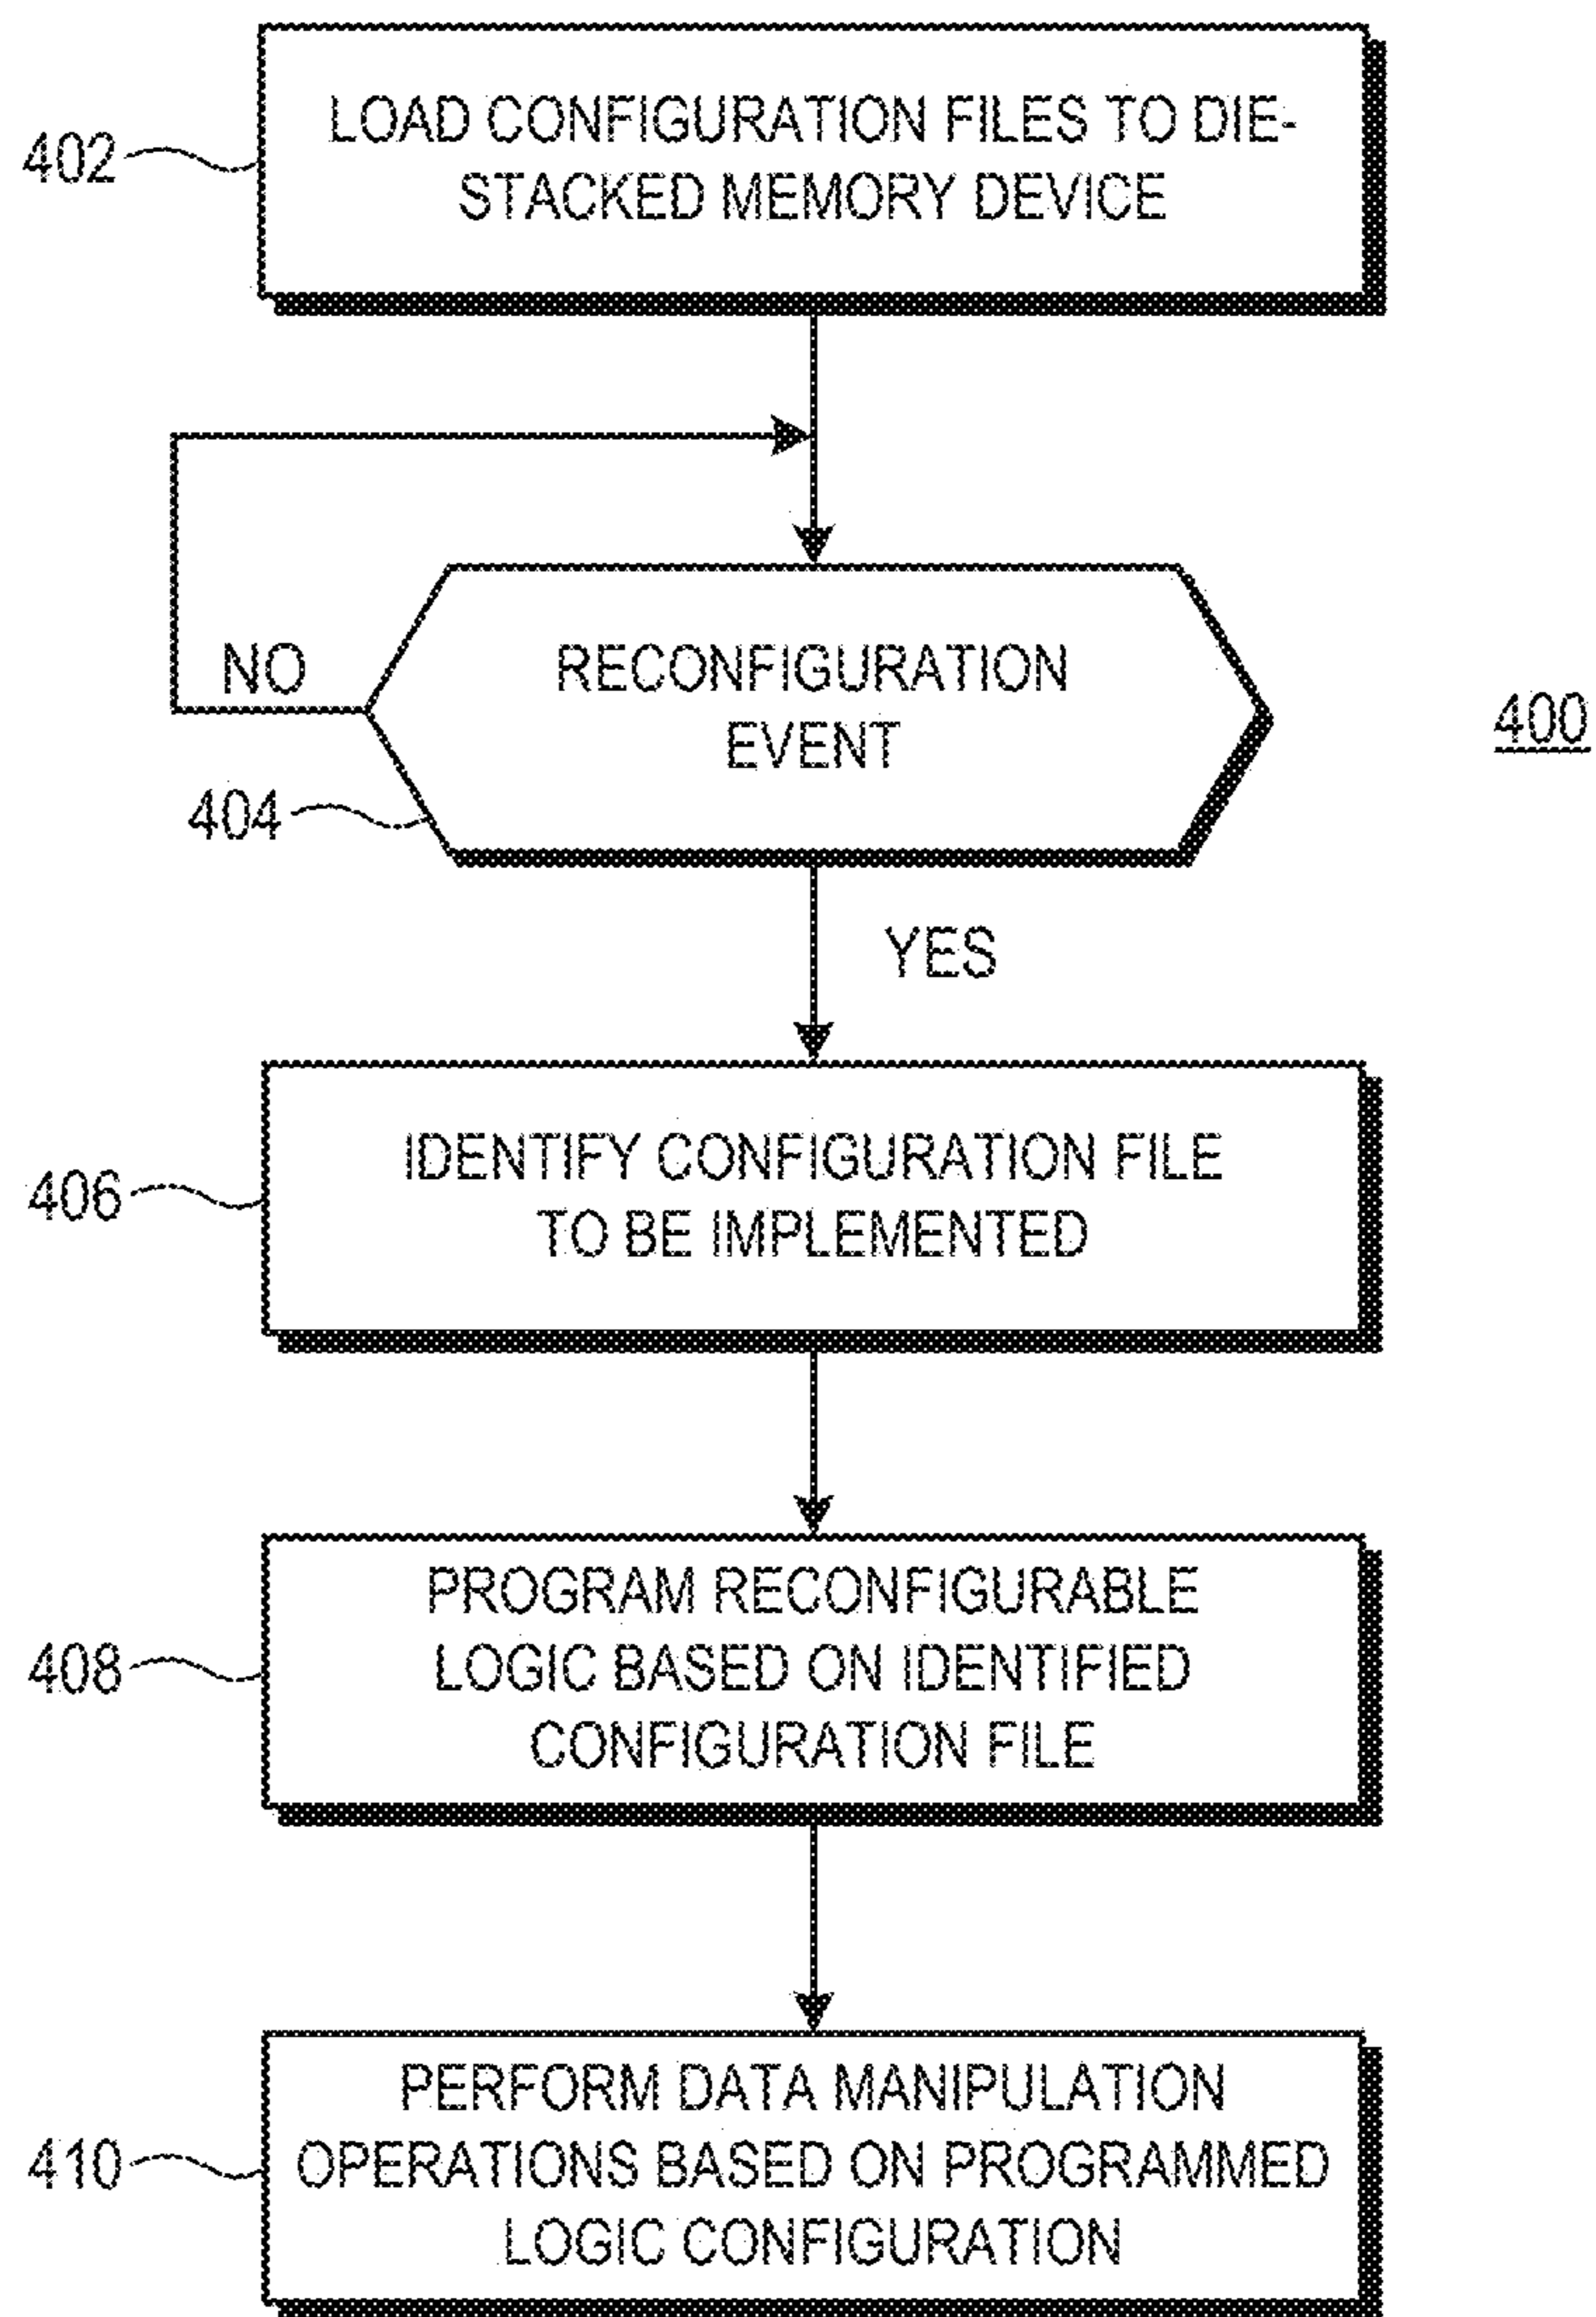 402
LOAD CONFIGURATION FILES TO DIE-
STACKED MEMORY DEVICE
NO
RECONFIGURATION
EVENT
400
404
YES
406
IDENTIFY CONFIGURATION FILE
TO BE IMPLEMENTED
408
PROGRAM RECONFIGURABLE
LOGIC BASED ON IDENTIFIED
CONFIGURATION FILE
410
PERFORM DATA MANIPULATION
OPERATIONS BASED ON PROGRAMMED
LOGIC CONFIGURATION